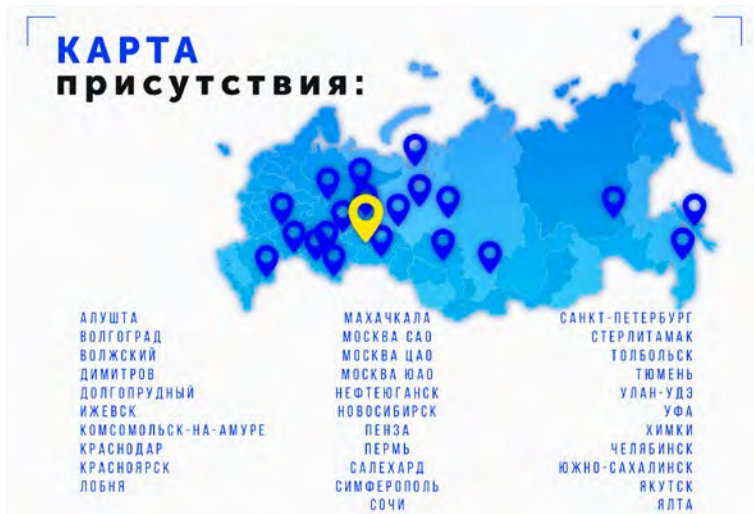 КАРТА
присутствия:
АЛУШТА
ВОЛГОГРАД
ВОЛЖСКИЙ
ДИМИТРОВ
ДОЛГОПРУДНЫЙ
ИЖЕВСК
КОМСОМОЛЬСК-НА-АМУРЕ
КРАСНОДАР
КРАСНОЯРСК
ЛОБНЯ
МАХАЧКАЛА
МОСКВА САО
МОСКВА ЦАО
МОСКВА ЮАО
НЕФТЕЮГАНСК
НОВОСИБИРСК
ПЕНЗА
ПЕРМЬ
САЛЕХАРД
СИМФЕРОПОЛЬ
СОЧИ
САНКТ-ПЕТЕРБУРГ
СТЕРЛИТАМАК
ТОЛБОЛЬСК
ТЮМЕНЬ
УЛАН-УДЭ
УФА
ХИМКИ
ЧЕЛЯБИНСК
ЮЖНО-САХАЛИНСК
ЯКУТСК
ЯЛТА